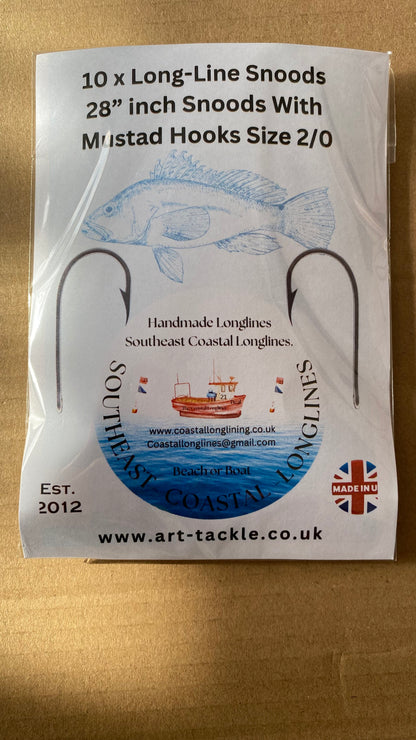 10 x Long-Line Snoods
28” inch Snoods With
Mustad Hooks Size 2/0
Handmade Longlines
Southeast Coastal Longlines.
SOUTHEAST COASTAL LONGLINES
www.coastallonglining.co.uk
Coastallonglines@gmail.com
Beach or Boat
EST.
2012
MADE IN U
www.art-tackle.co.uk